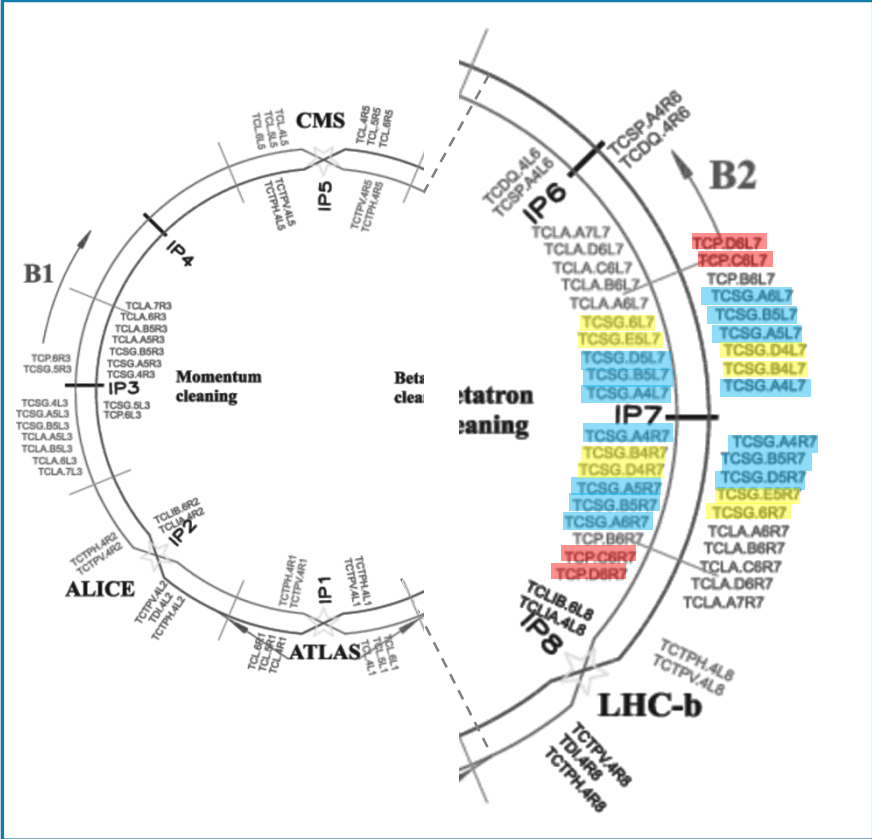 CMS
TCL.4L5
TCL.5L5
TCL.6L5
TCL.4R5
TCL.5R5
TCL.6R5
TCTPV.4L5
TCTPH.4L5
IP5
TCTPV.4R5
TCTPH.4R5
IP4
B1
TCLA.7R3
TCLA.6R3
TCLA.B5R3
TCLA.A5R3
TCSG.B5R3
TCSG.A5R3
TCSG.4R3
TCP.6R3
TCSG.5R3
IP3
Momentum
cleaning
Beta
clea
TCSG.4L3
TCSG.A5L3
TCSG.B5L3
TCLA.A5L3
TCLA.B5L3
TCLA.6L3
TCLA.7L3
TCSG.5L3
TCP.6L3
TCLIB.6R2
TCLIA.4R2
IP2
TCTPH.4R2
TCTPV.4R2
ALICE
TCTPV.4L2
TDI.4L2
TCTPH.4L2
TCTPH.4R1
TCTPV.4R1
IP1
TCTPH.4L1
TCTPV.4L1
TCL.6R1
TCL.5R1
TCL.4R1
ATLAS
TCL.6L1
TCL.5L1
TCL.4L1
TCSP.A4R6
TCDQ.4R6
TCDQ.4L6
TCSP.A4L6
IP6
B2
TCLA.A7L7
TCLA.D6L7
TCLA.C6L7
TCLA.B6L7
TCLA.A6L7
TCSG.6L7
TCSG.E5L7
TCSG.D5L7
TCSG.B5L7
TCSG.A4L7
TCP.D6L7
TCP.C6L7
TCP.B6L7
TCSG.A6L7
TCSG.B5L7
TCSG.A5L7
TCSG.D4L7
TCSG.B4L7
TCSG.A4L7
etatron
eaning
IP7
TCSG.A4R7
TCSG.B4R7
TCSG.D4R7
TCSG.A5R7
TCSG.B5R7
TCSG.A6R7
TCP.B6R7
TCP.C6R7
TCP.D6R7
TCSG.A4R7
TCSG.B5R7
TCSG.D5R7
TCSG.E5R7
TCSG.6R7
TCLA.A6R7
TCLA.B6R7
TCLA.C6R7
TCLA.D6R7
TCLA.A7R7
TCLIB.6L8
TCLIA.4L8
IP8
TCTPH.4L8
TCTPV.4L8
LHC-b
TCTPV.4R8
TDI.4R8
TCTPH.4R8